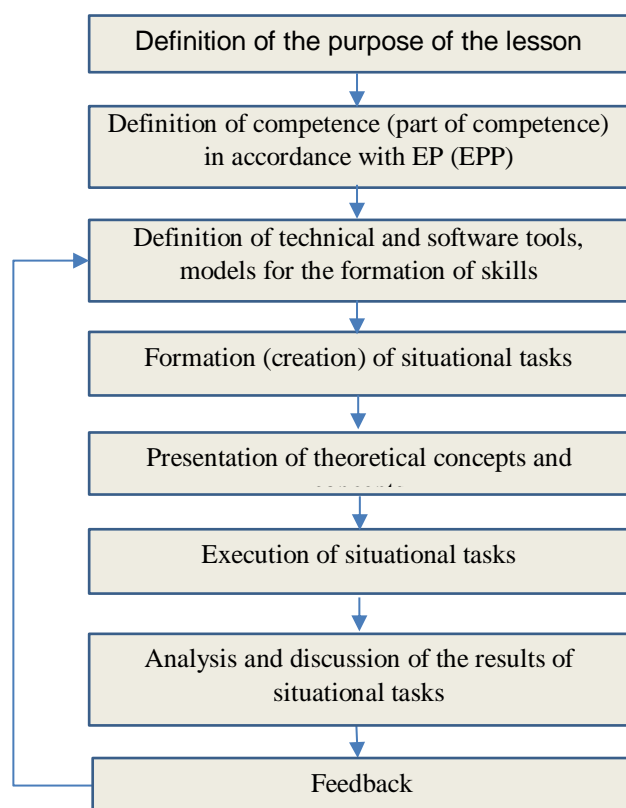 Definition of the purpose of the lesson
Definition of competence (part of competence)
in accordance with EP (EPP)
Definition of technical and software tools,
models for the formation of skills
Formation (creation) of situational tasks
Presentation of theoretical concepts and
Execution of situational tasks
Analysis and discussion of the results of
situational tasks
Feedback